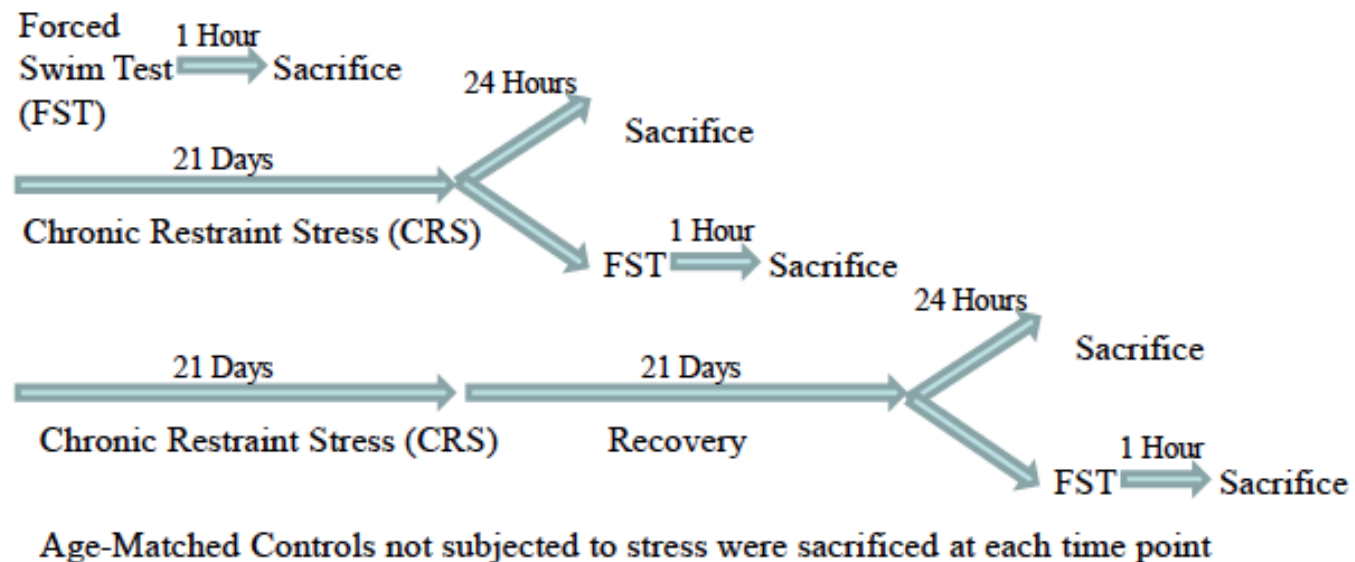 Forced
Swim Test
(FST)
1 Hour
Sacrifice
24 Hours
Sacrifice
21 Days
Chronic Restraint Stress (CRS)
FST
1 Hour
Sacrifice
24 Hours
Sacrifice
21 Days
21 Days
Chronic Restraint Stress (CRS)
Recovery
FST
1 Hour
Sacrifice
Age-Matched Controls not subjected to stress were sacrificed at each time point